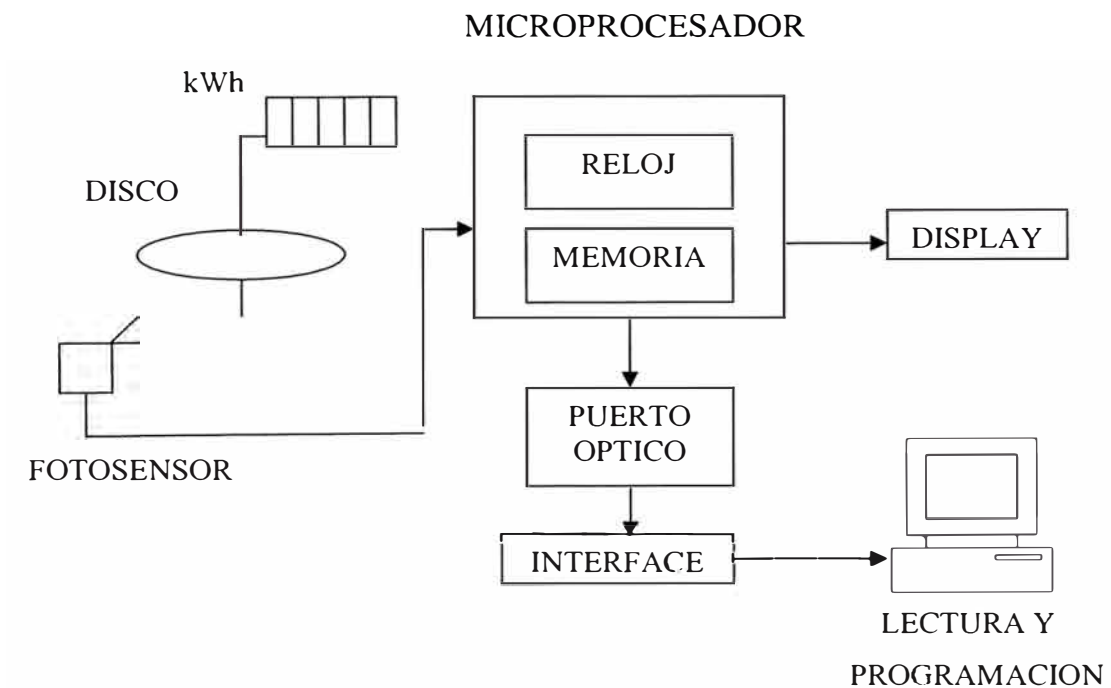 MICROPROCESADOR
kWh
DISCO
RELOJ
MEMORIA
DISPLAY
PUERTO
OPTICO
FOTOSENSOR
INTERFACE
LECTURA Y
PROGRAMACION